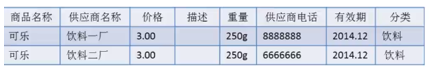 商品名称 供应商名称 价格 描述 重量 供应商电话 有效期 分类
可乐 饮料一厂 3.00 250g 8888888 2014.12 饮料
可乐 饮料二厂 3.00 250g 6666666 2014.12 饮料